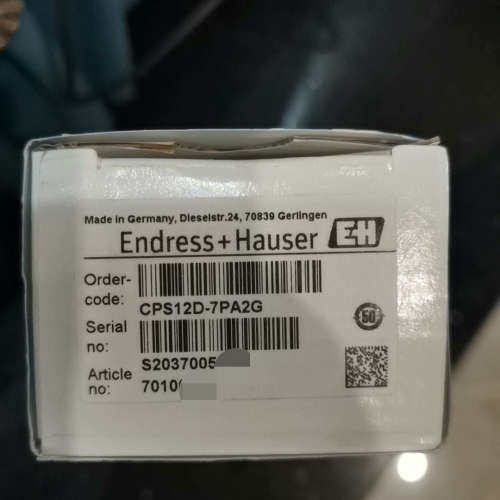 Made in Germany, Dieselstr.24, 70839 Gerlingen
Endress+Hauser EH
Order-
code:
CPS12D-7PA2G
Serial
no:
S2037005
Article
no:
7010